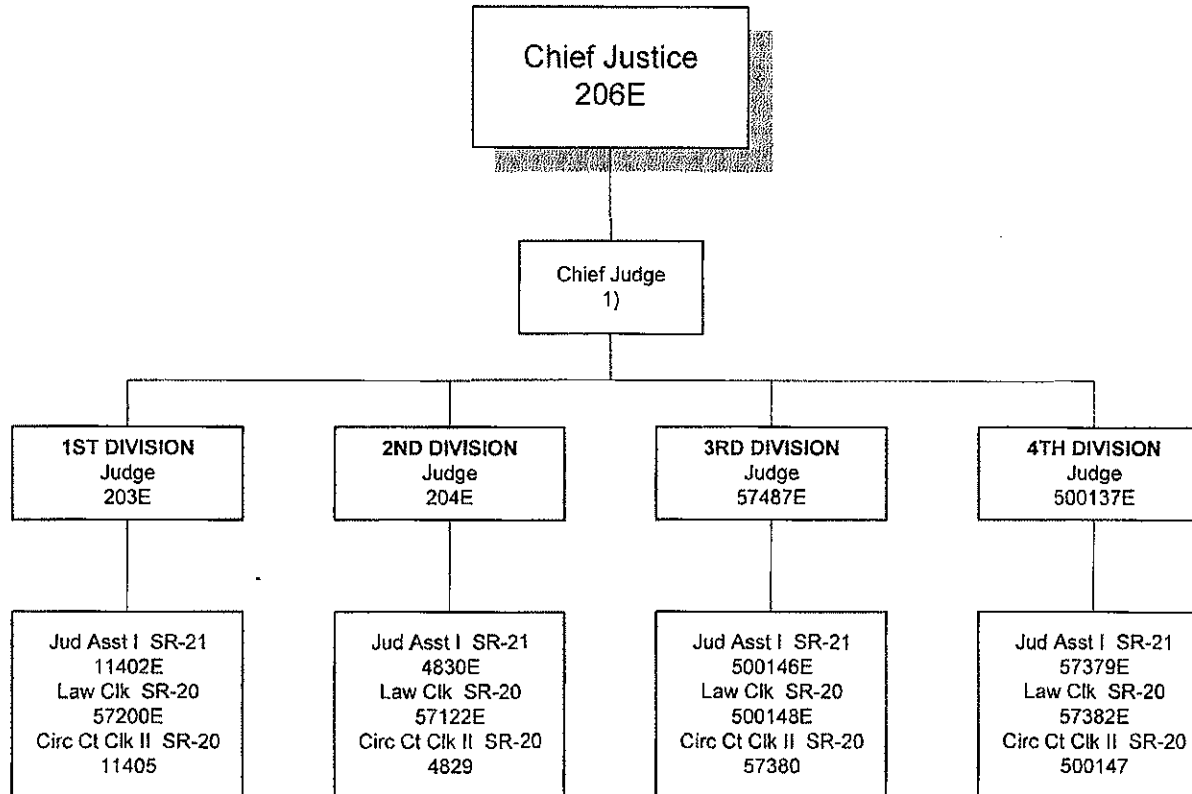 Chief Justice
206E
Chief Judge
1)
1ST DIVISION
Judge
203E
2ND DIVISION
Judge
204E
3RD DIVISION
Judge
57487E
4TH DIVISION
Judge
500137E
Jud Asst I SR-21
11402E
Law Clk SR-20
57200E
Circ Ct Clk II SR-20
11405
Jud Asst I SR-21
4830E
Law Clk SR-20
57122E
Circ Ct Clk II SR-20
4829
Jud Asst I SR-21
500146E
Law Clk SR-20
500148E
Circ Ct Clk II SR-20
57380
Jud Asst I SR-21
57379E
Law Clk SR-20
57382E
Circ Ct Clk II SR-20
500147